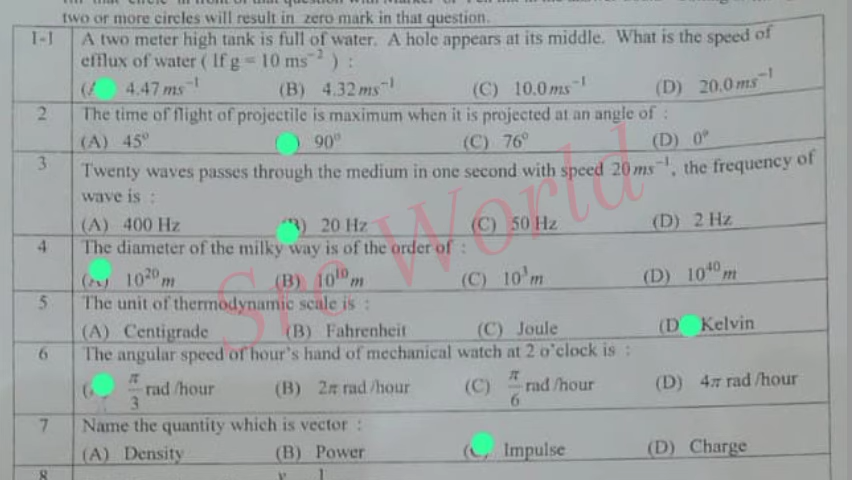 two or more circles will result in zero mark in that question.
1-1 A two meter high tank is full of water. A hole appears at its middle. What is the speed of
efflux of water ( If g = 10 ms⁻² ) :
4.47 ms⁻¹ (B) 4.32 ms⁻¹ (C) 10.0 ms⁻¹ (D) 20.0 ms⁻¹
2 The time of flight of projectile is maximum when it is projected at an angle of :
(A) 45° 90° (C) 76° (D) 0°
3 Twenty waves passes through the medium in one second with speed 20 ms⁻¹, the frequency of
wave is :
(A) 400 Hz (B) 20 Hz (C) 50 Hz (D) 2 Hz
4 The diameter of the milky way is of the order of :
(A) 10²⁰ m (B) 10¹⁰ m (C) 10³ m (D) 10⁴⁰ m
5 The unit of thermodynamic scale is :
(A) Centigrade (B) Fahrenheit (C) Joule (D Kelvin
6 The angular speed of hour's hand of mechanical watch at 2 o'clock is :
π/3 rad /hour (B) 2π rad /hour (C) π/6 rad /hour (D) 4π rad /hour
7 Name the quantity which is vector :
(A) Density (B) Power Impulse (D) Charge
8
Src World